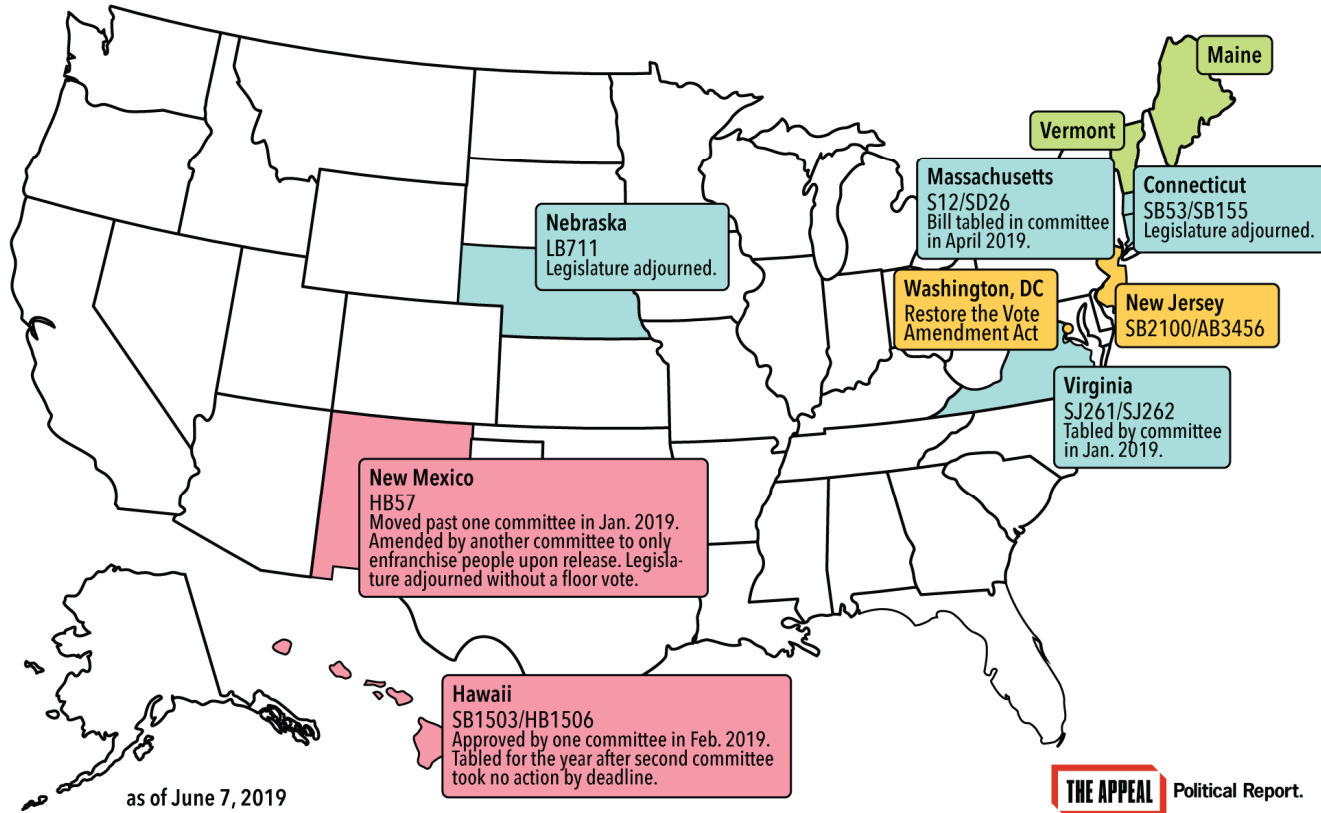 Maine
Vermont
Massachusetts
S12/SD26
Bill tabled in committee
in April 2019.
Connecticut
SB53/SB155
Legislature adjourned.
Nebraska
LB711
Legislature adjourned.
Washington, DC
Restore the Vote
Amendment Act
New Jersey
SB2100/AB3456
Virginia
SJ261/SJ262
Tabled by committee
in Jan. 2019.
New Mexico
HB57
Moved past one committee in Jan. 2019.
Amended by another committee to only
enfranchise people upon release. Legisla-
ture adjourned without a floor vote.
Hawaii
SB1503/HB1506
Approved by one committee in Feb. 2019.
Tabled for the year after second committee
took no action by deadline.
as of June 7, 2019
THE APPEAL Political Report.